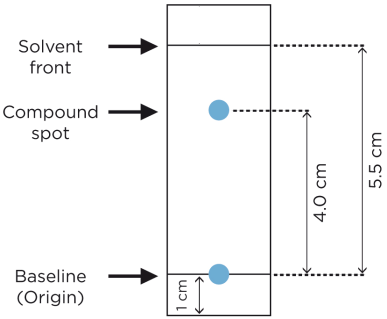 Solvent
front
Compound
spot
Baseline
(Origin)
1 cm
4.0 cm
5.5 cm